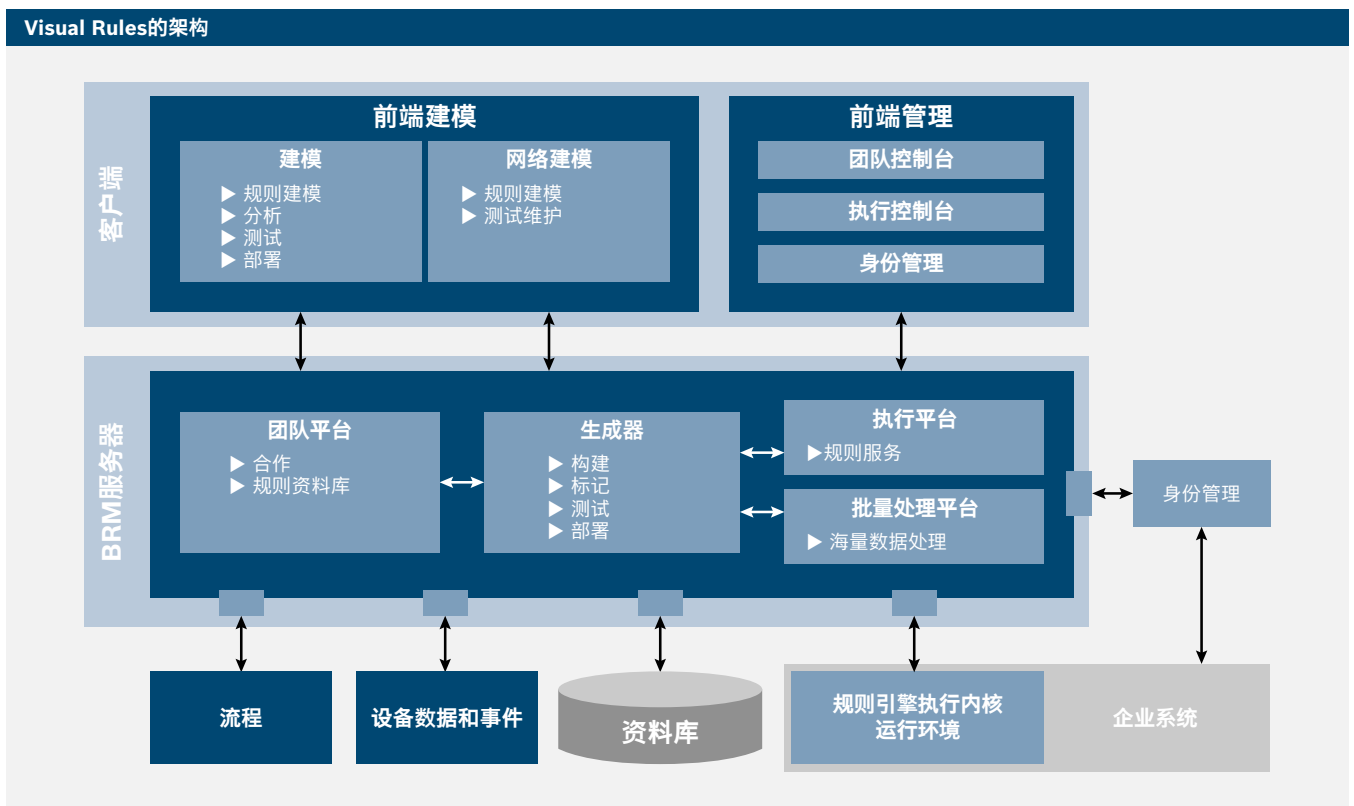 Visual Rules的架构
客户端
前端建模
建模
▶ 规则建模
▶ 分析
▶ 测试
▶ 部署
网络建模
▶ 规则建模
▶ 测试维护
前端管理
团队控制台
执行控制台
身份管理
BRM服务器
团队平台
▶ 合作
▶ 规则资料库
生成器
▶ 构建
▶ 标记
▶ 测试
▶ 部署
执行平台
▶规则服务
批量处理平台
▶ 海量数据处理
身份管理
流程
设备数据和事件
资料库
规则引擎执行内核
运行环境
企业系统